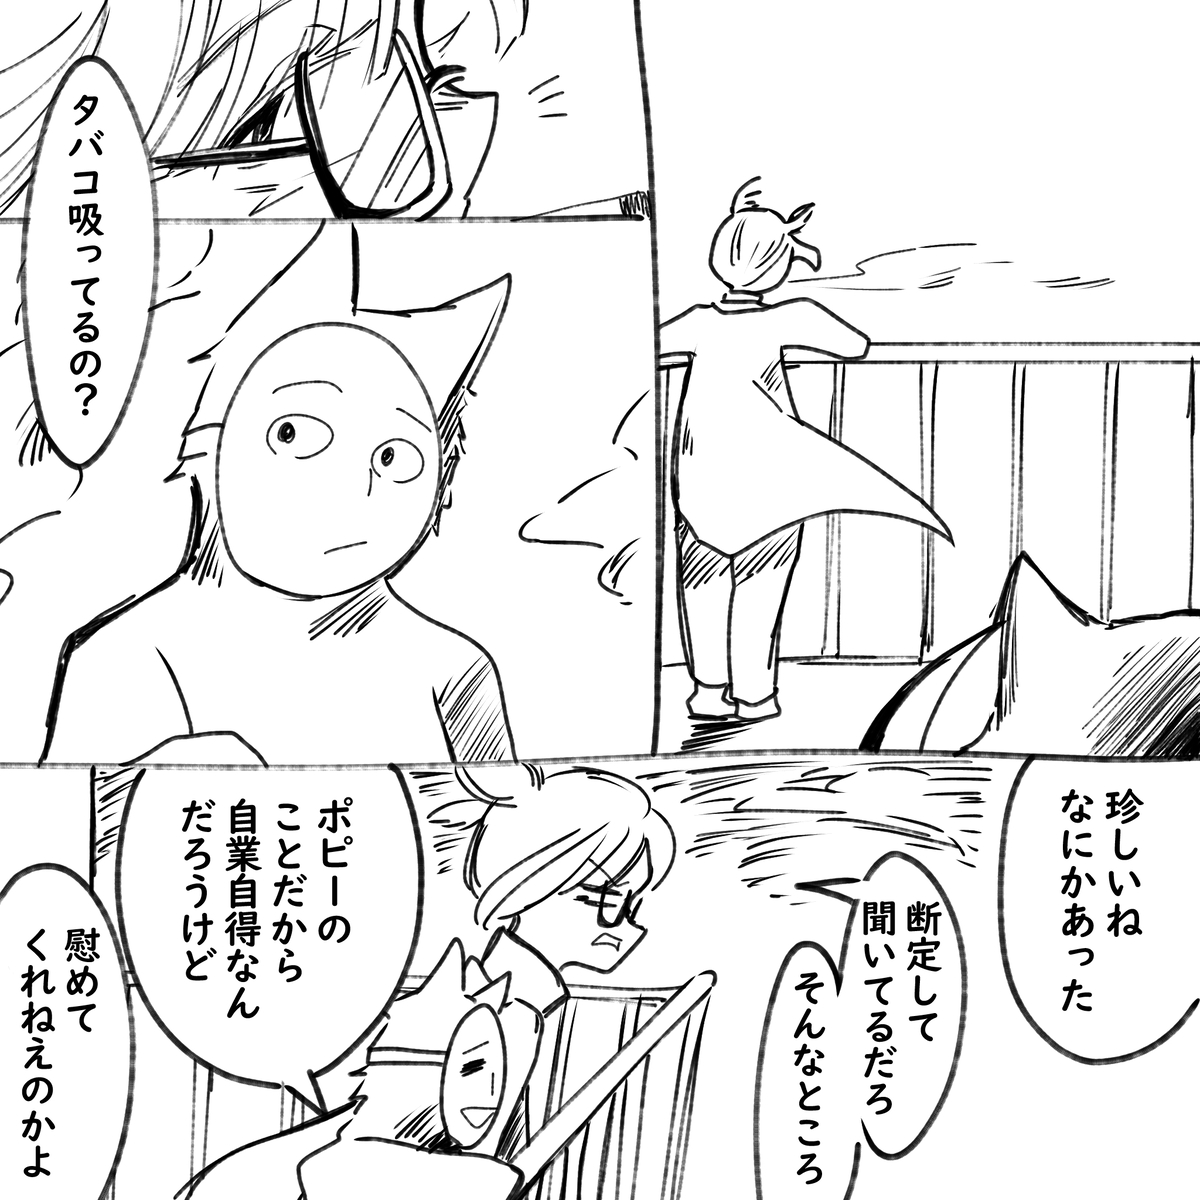 タバコ吸ってるの?
珍しいね
なにかあった
断定して
聞いてるだろ
そんなところ
ポピーの
ことだから
自業自得なん
だろうけど
慰めて
くれねえのかよ